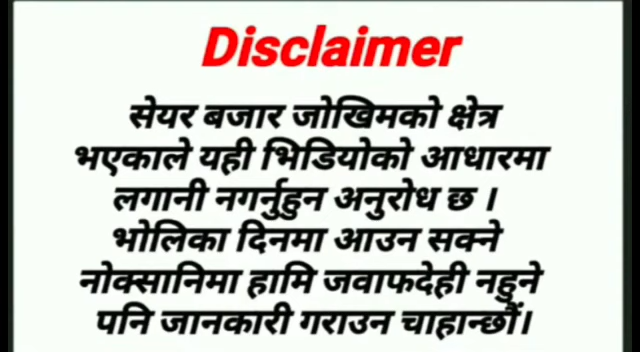 Disclaimer
सेयर बजार जोखिमको क्षेत्र
भएकाले यही भिडियोको आधारमा
लगानी नगर्नुहुन अनुरोध छ ।
भोलिका दिनमा आउन सक्ने
नोक्सानिमा हामि जवाफदेही नहुने
पनि जानकारी गराउन चाहान्छौं।